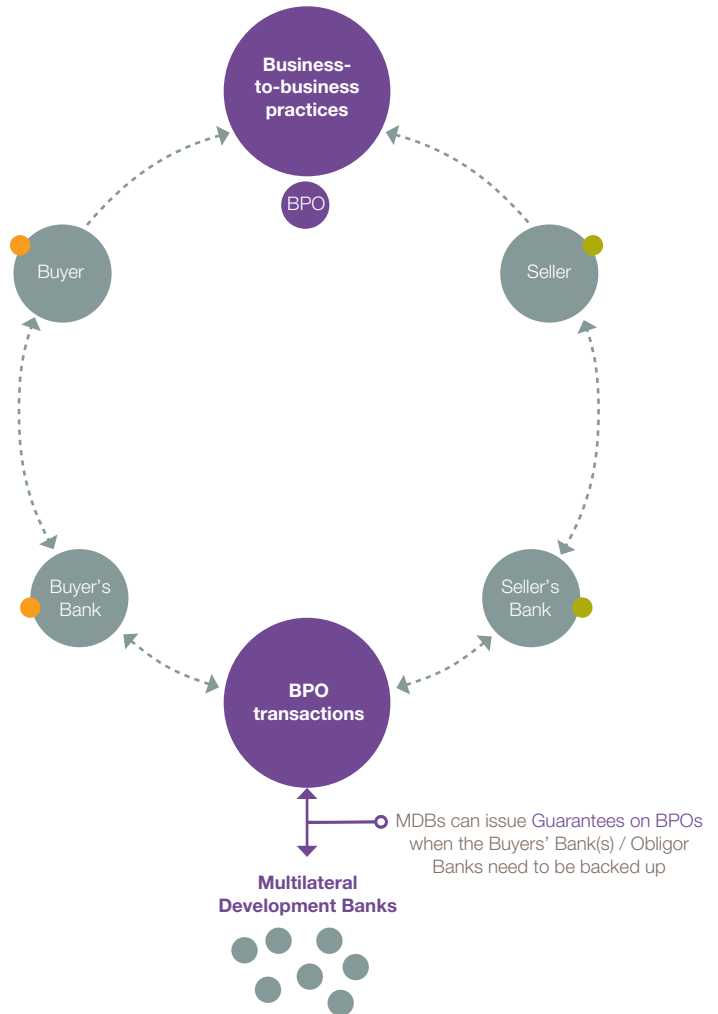 Business-
to-business
practices
BPO
Buyer
Seller
Buyer's
Bank
Seller's
Bank
BPO
transactions
MDBs can issue Guarantees on BPOs
when the Buyers' Bank(s) / Obligor
Banks need to be backed up
Multilateral
Development Banks